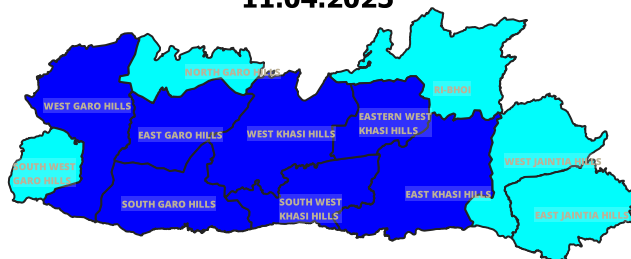 11.04.2025
NORTH GARO HILLS
RI-BHOI
WEST GARO HILLS
EASTERN WEST
KHASI HILLS
EAST GARO HILLS
WEST KHASI HILLS
SOUTH WEST
GARO HILLS
WEST JAINTIA HILLS
EAST KHASI HILLS
SOUTH GARO HILLS
SOUTH WEST
KHASI HILLS
EAST JAINTIA HILLS